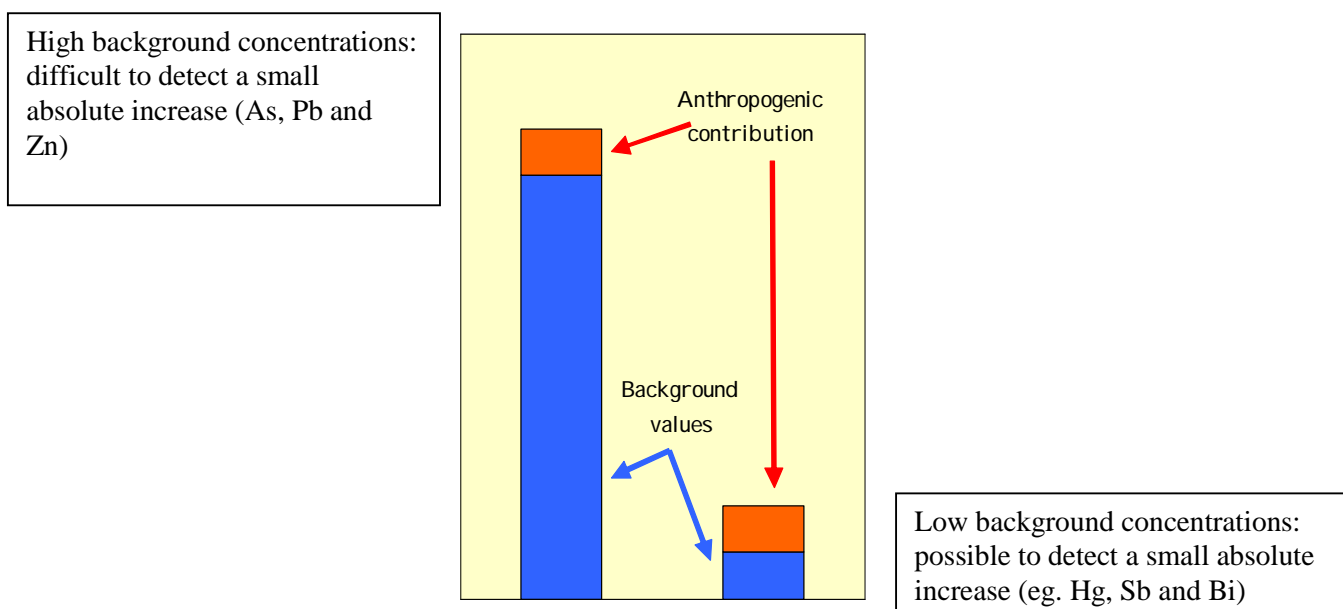 High background concentrations:
difficult to detect a small
absolute increase (As, Pb and
Zn)
Anthropogenic
contribution
Background
values
Low background concentrations:
possible to detect a small absolute
increase (eg. Hg, Sb and Bi)